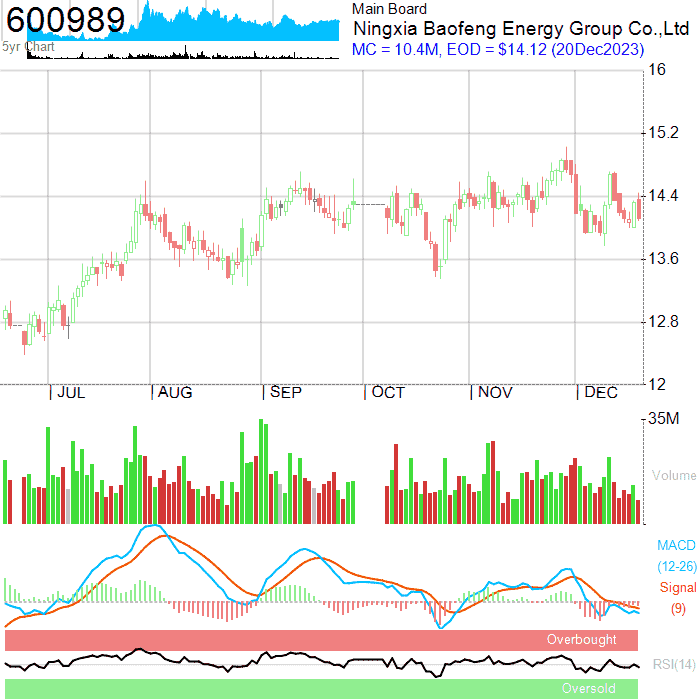 600989
5yr Chart
Main Board
Ningxia Baofeng Energy Group Co.,Ltd
MC = 10.4M, EOD = $14.12 (20Dec2023)
16
15.2
14.4
13.6
12.8
12
JUL
AUG
SEP
OCT
NOV
DEC
35M
Volume
MACD
(12-26)
Signal
(9)
Overbought
RSI(14)
Oversold